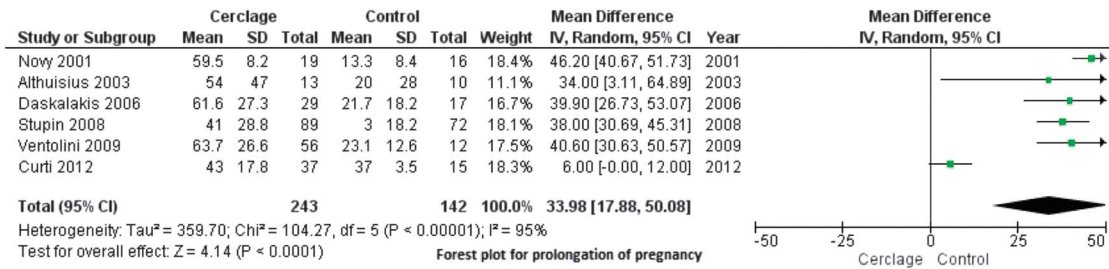 Cerclage Control Mean Difference Mean Difference
Study or Subgroup Mean SD Total Mean SD Total Weight IV, Random, 95% CI Year IV, Random, 95% CI
Novy 2001 59.5 8.2 19 13.3 8.4 16 18.4% 46.20 [40.67, 51.73] 2001
Althuisius 2003 54 47 13 20 28 10 11.1% 34.00 [3.11, 64.89] 2003
Daskalakis 2006 61.6 27.3 29 21.7 18.2 17 16.7% 39.90 [26.73, 53.07] 2006
Stupin 2008 41 28.8 89 3 18.2 72 18.1% 38.00 [30.69, 45.31] 2008
Ventolini 2009 63.7 26.6 56 23.1 12.6 12 17.5% 40.60 [30.63, 50.57] 2009
Curti 2012 43 17.8 37 37 3.5 15 18.3% 6.00 [-0.00, 12.00] 2012
Total (95% CI) 243 142 100.0% 33.98 [17.88, 50.08]
Heterogeneity: Tau² = 359.70; Chi² = 104.27, df = 5 (P < 0.00001); I² = 95%
Test for overall effect: Z = 4.14 (P < 0.0001)
Forest plot for prolongation of pregnancy
-50 -25 0 25 50
Cerclage Control